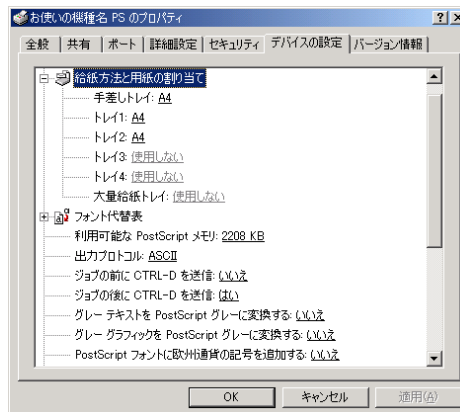 お使いの機種名 PS のプロパティ
全般 共有 ポート 詳細設定 セキュリティ デバイスの設定 バージョン情報
給紙方法と用紙の割り当て
手差しトレイ: A4
トレイ1: A4
トレイ2: A4
トレイ3: 使用しない
トレイ4: 使用しない
大量給紙トレイ: 使用しない
フォント代替表
利用可能な PostScript メモリ: 2208 KB
出力プロトコル: ASCII
ジョブの前に CTRL-D を送信: いいえ
ジョブの後に CTRL-D を送信: はい
グレー テキストを PostScript グレーに変換する: いいえ
グレー グラフィックを PostScript グレーに変換する: いいえ
PostScript フォントに欧州通貨の記号を追加する: いいえ
OK キャンセル 適用(A)